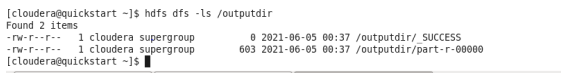 [cloudera@quickstart ~]$ hdfs dfs -ls /outputdir
Found 2 items
-rw-r--r--   1 cloudera supergroup          0 2021-06-05 00:37 /outputdir/_SUCCESS
-rw-r--r--   1 cloudera supergroup        603 2021-06-05 00:37 /outputdir/part-r-00000
[cloudera@quickstart ~]$